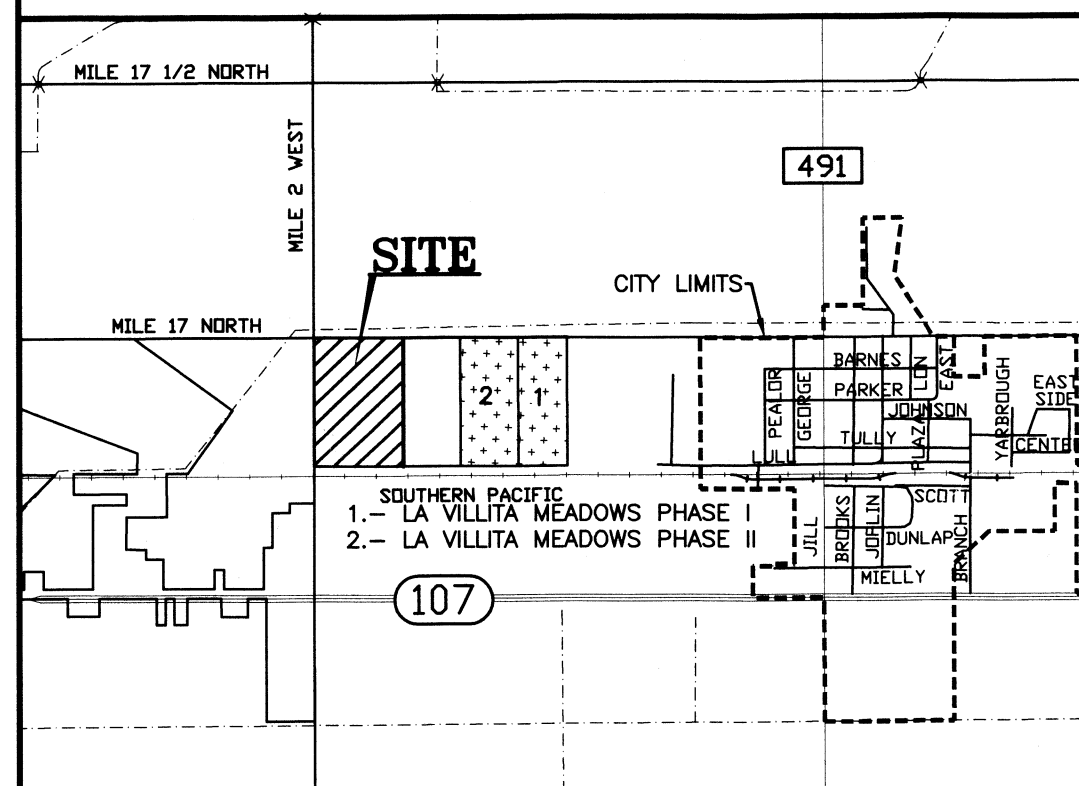 MILE 17 1/2 NORTH
MILE 2 WEST
491
SITE
CITY LIMITS
MILE 17 NORTH
BARNES
LON
EAST
PARKER
PEALOR
GEORGE
YARBROUGH
EAST
SIDE
JOHNSON
2
1
TULLY
PLAZA
CENTE
LULL
SOUTHERN PACIFIC
SCOTT
1.- LA VILLITA MEADOWS PHASE I
2.- LA VILLITA MEADOWS PHASE II
JILL
BROOKS
JOPLIN
DUNLAP
BRANCH
MIELLY
107